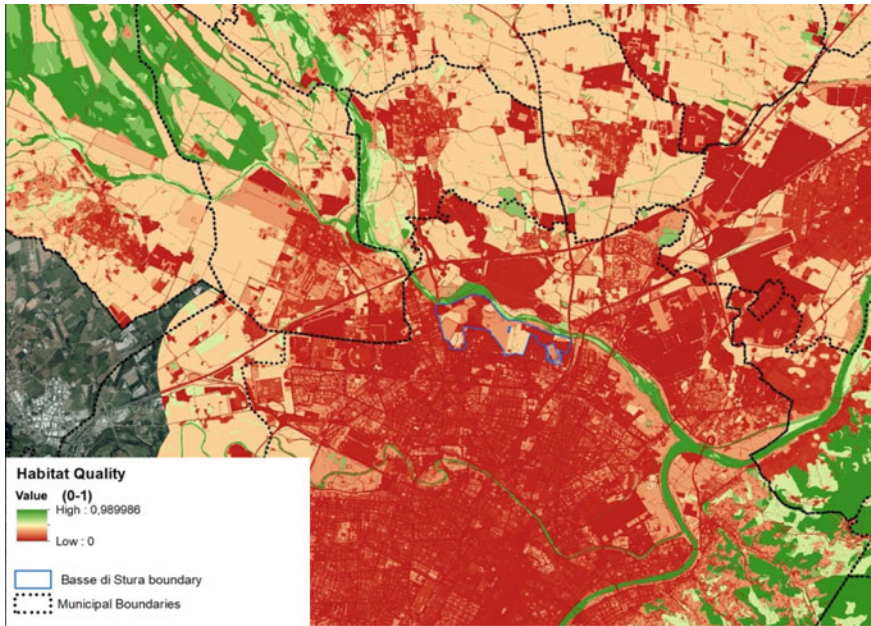 Habitat Quality
Value (0-1)
High : 0,989986
Low : 0
Basse di Stura boundary
Municipal Boundaries